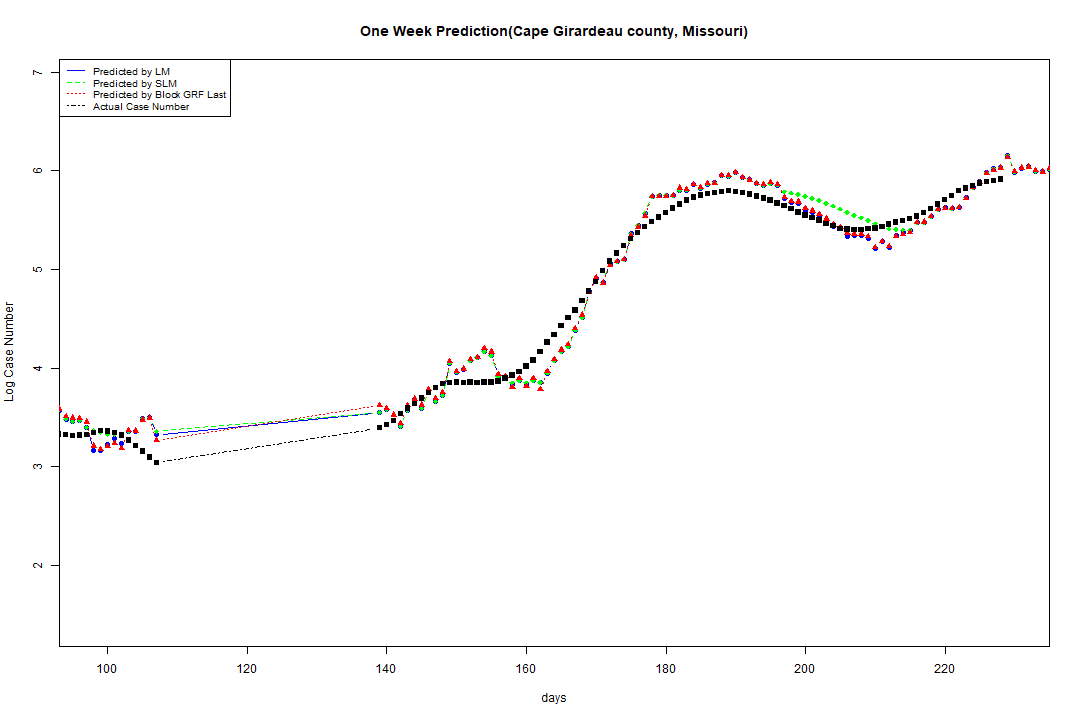 One Week Prediction(Cape Girardeau county, Missouri)
Predicted by LM
Predicted by SLM
Predicted by Block GRF Last
Actual Case Number
7
6
5
4
3
2
Log Case Number
100 120 140 160 180 200 220
days